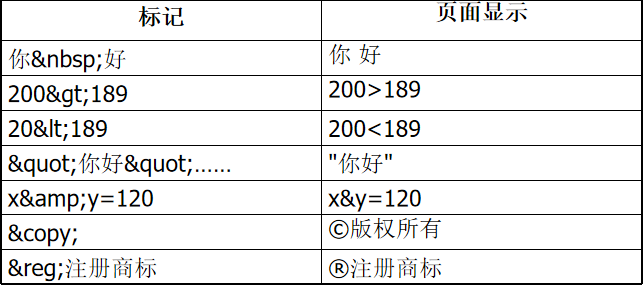 标记 页面显示
你&nbsp;好 你 好
200&gt;189 200>189
20&lt;189 200<189
&quot;你好&quot;…… "你好"
x&amp;y=120 x&y=120
&copy; ©版权所有
&reg;注册商标 ®注册商标